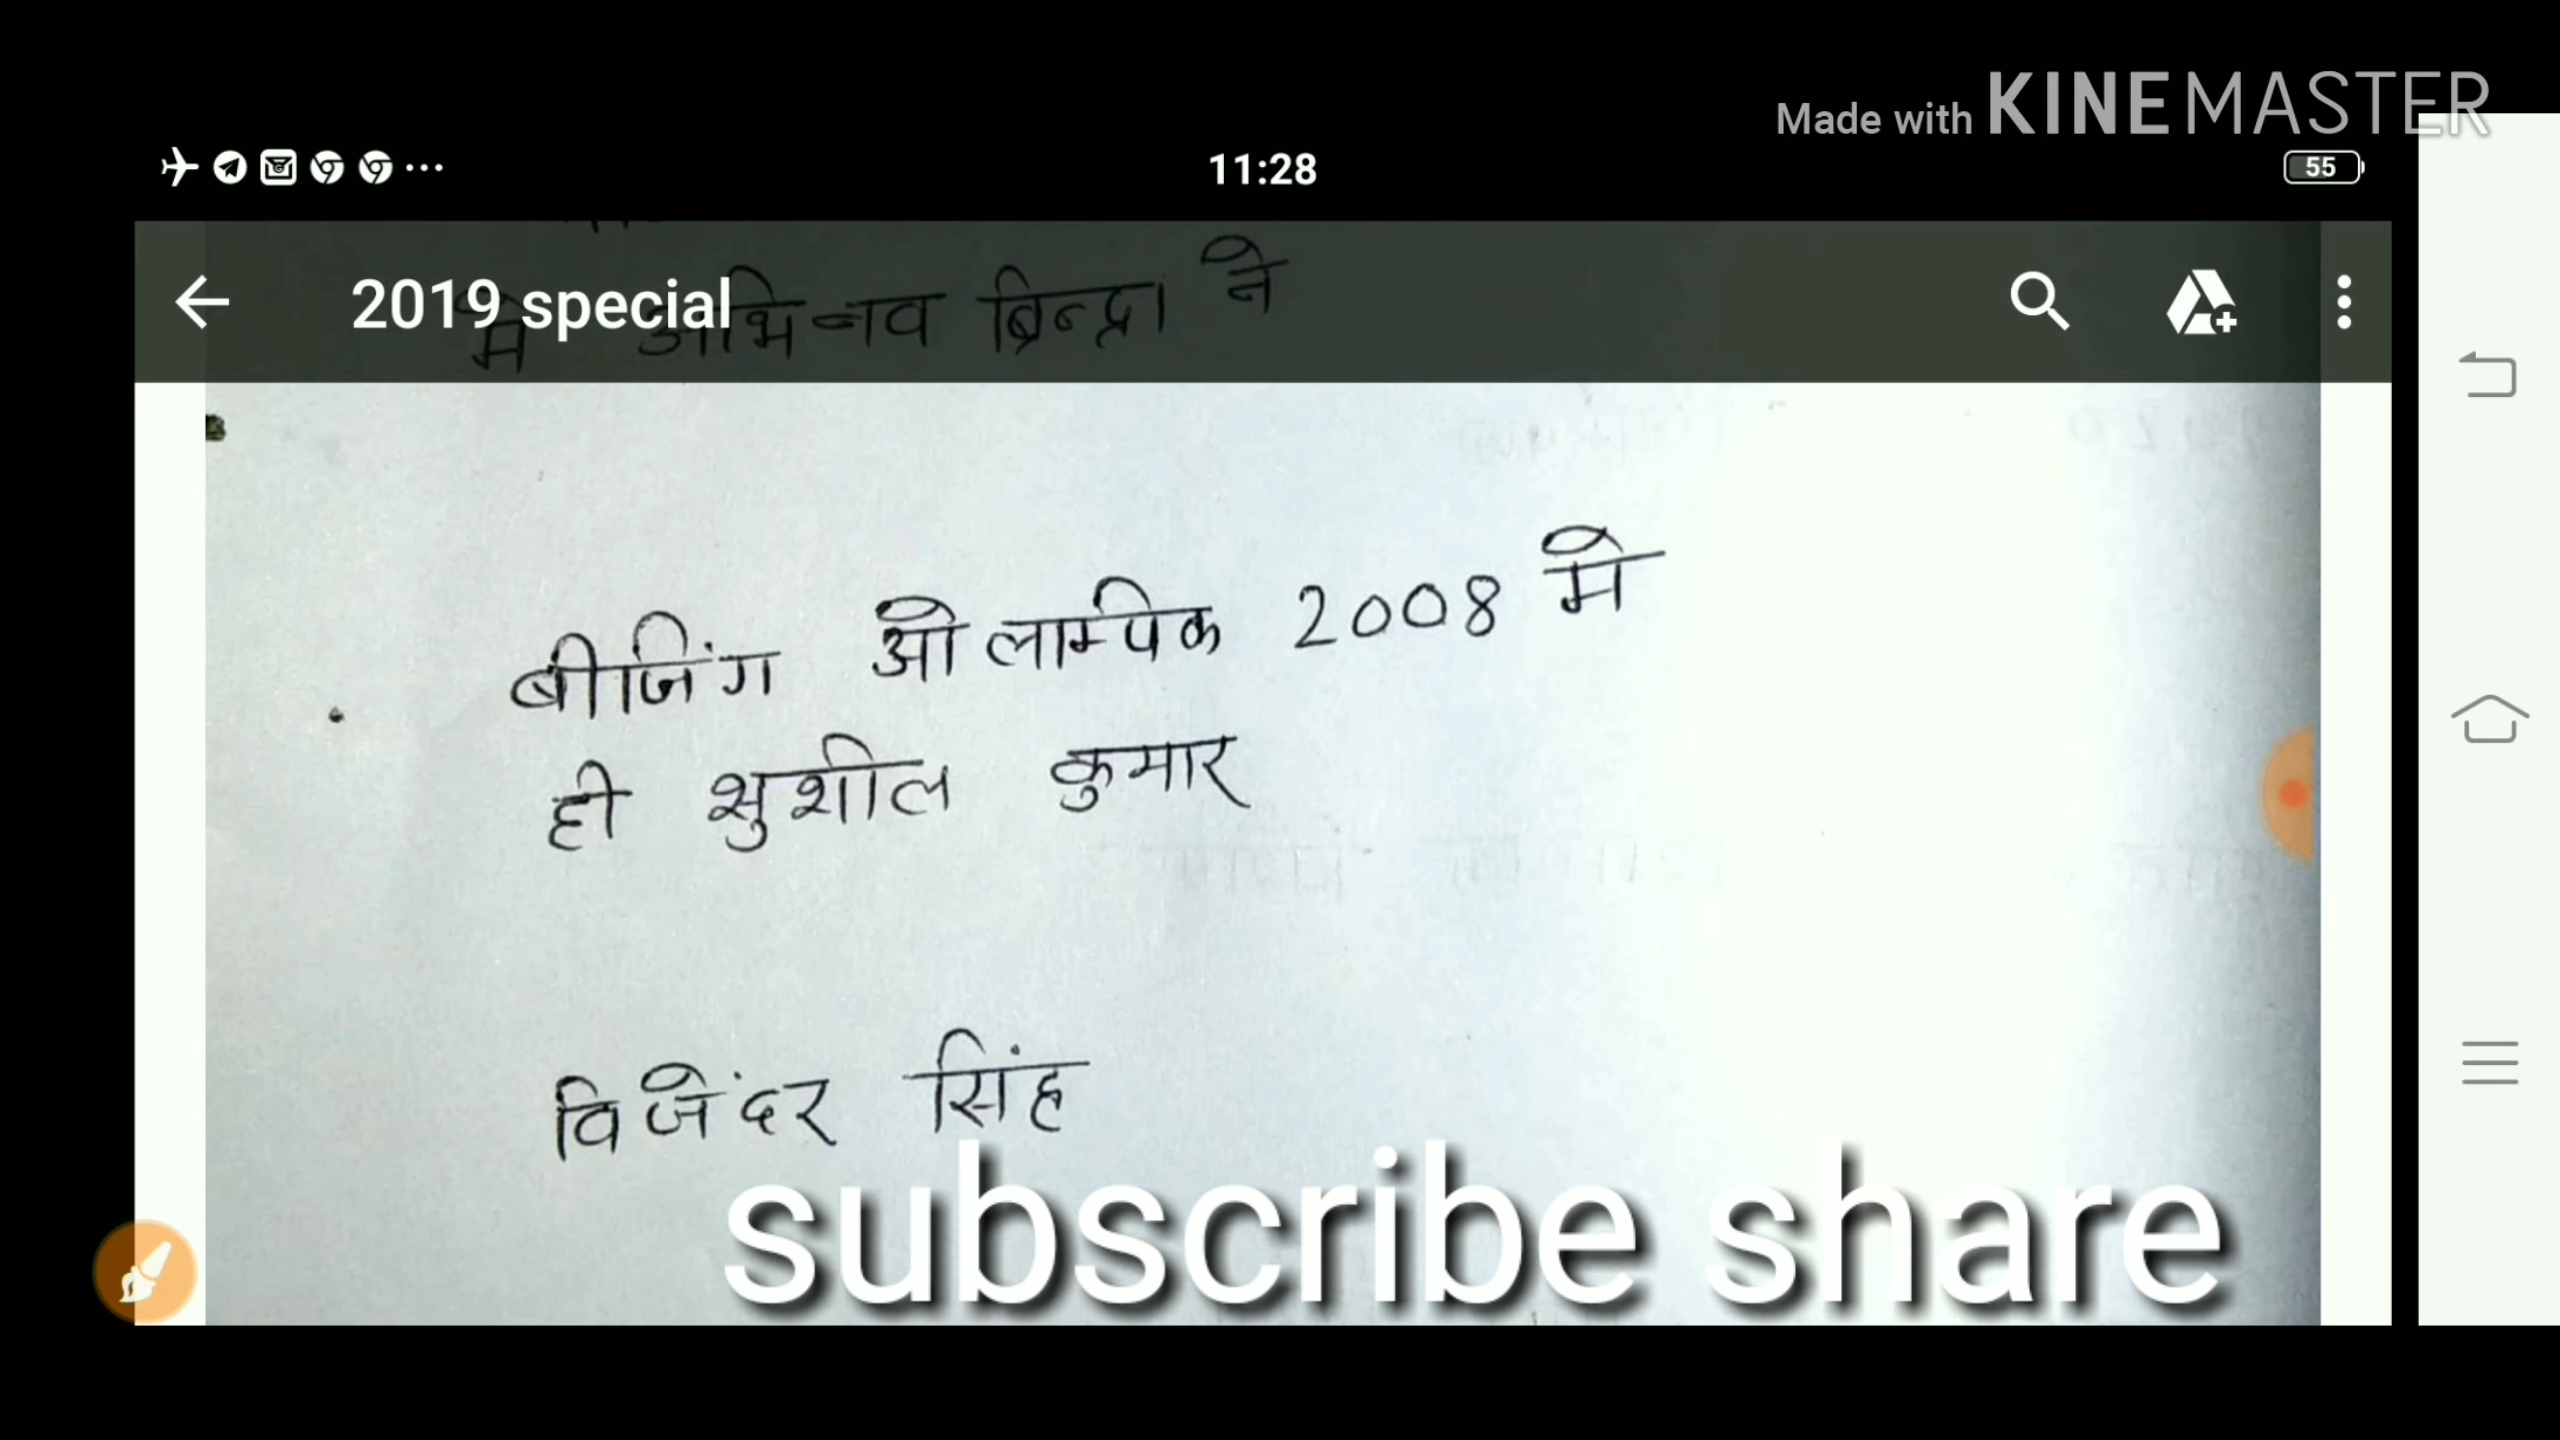 Made with KINEMASTER
11:28
55
2019 special
मे अभिनव बिन्द्रा ने
बीजिंग ओलाम्पिक 2008 मे
ही सुशील कुमार
विजेंदर सिंह
subscribe share